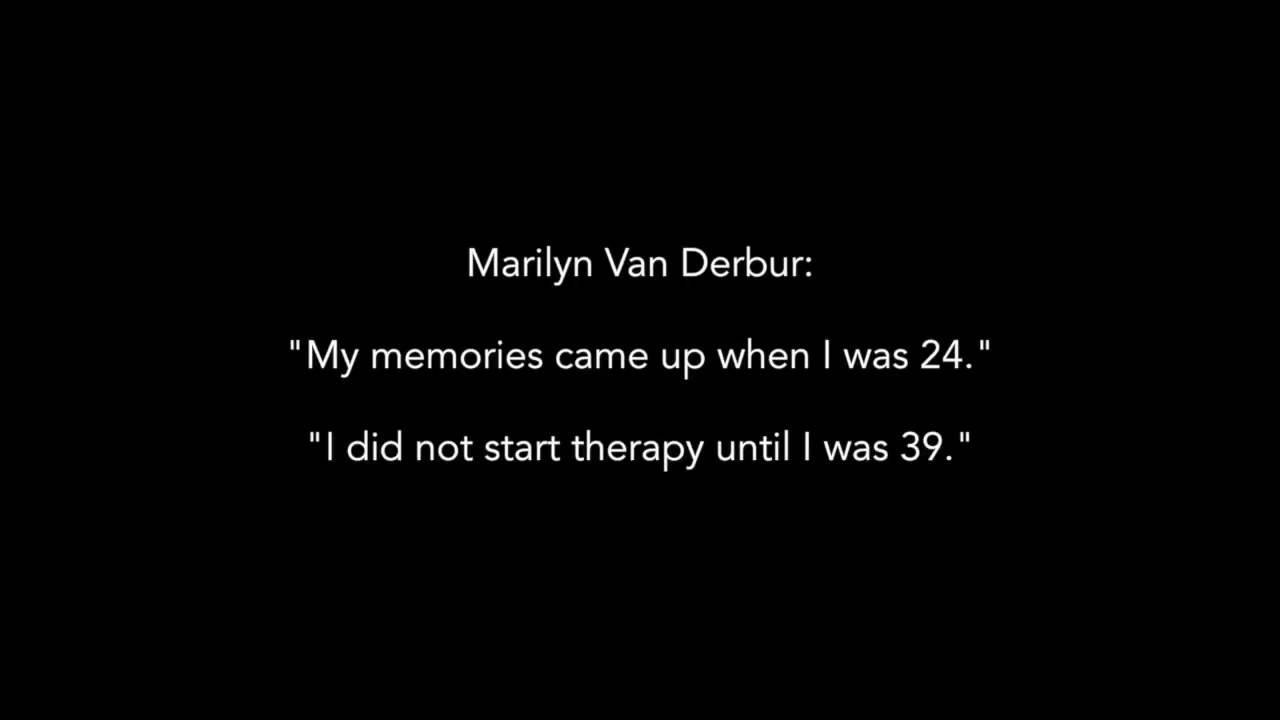 Marilyn Van Derbur:
"My memories came up when I was 24."
"I did not start therapy until I was 39."